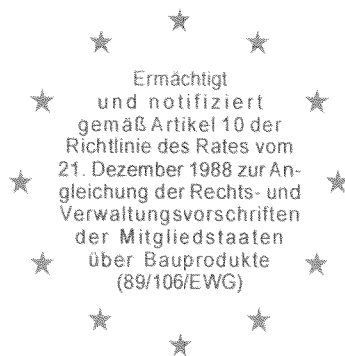 Ermächtigt
und notifiziert
gemäß Artikel 10 der
Richtlinie des Rates vom
21. Dezember 1988 zur An-
gleichung der Rechts- und
Verwaltungsvorschriften
der Mitgliedstaaten
über Bauprodukte
(89/106/EWG)